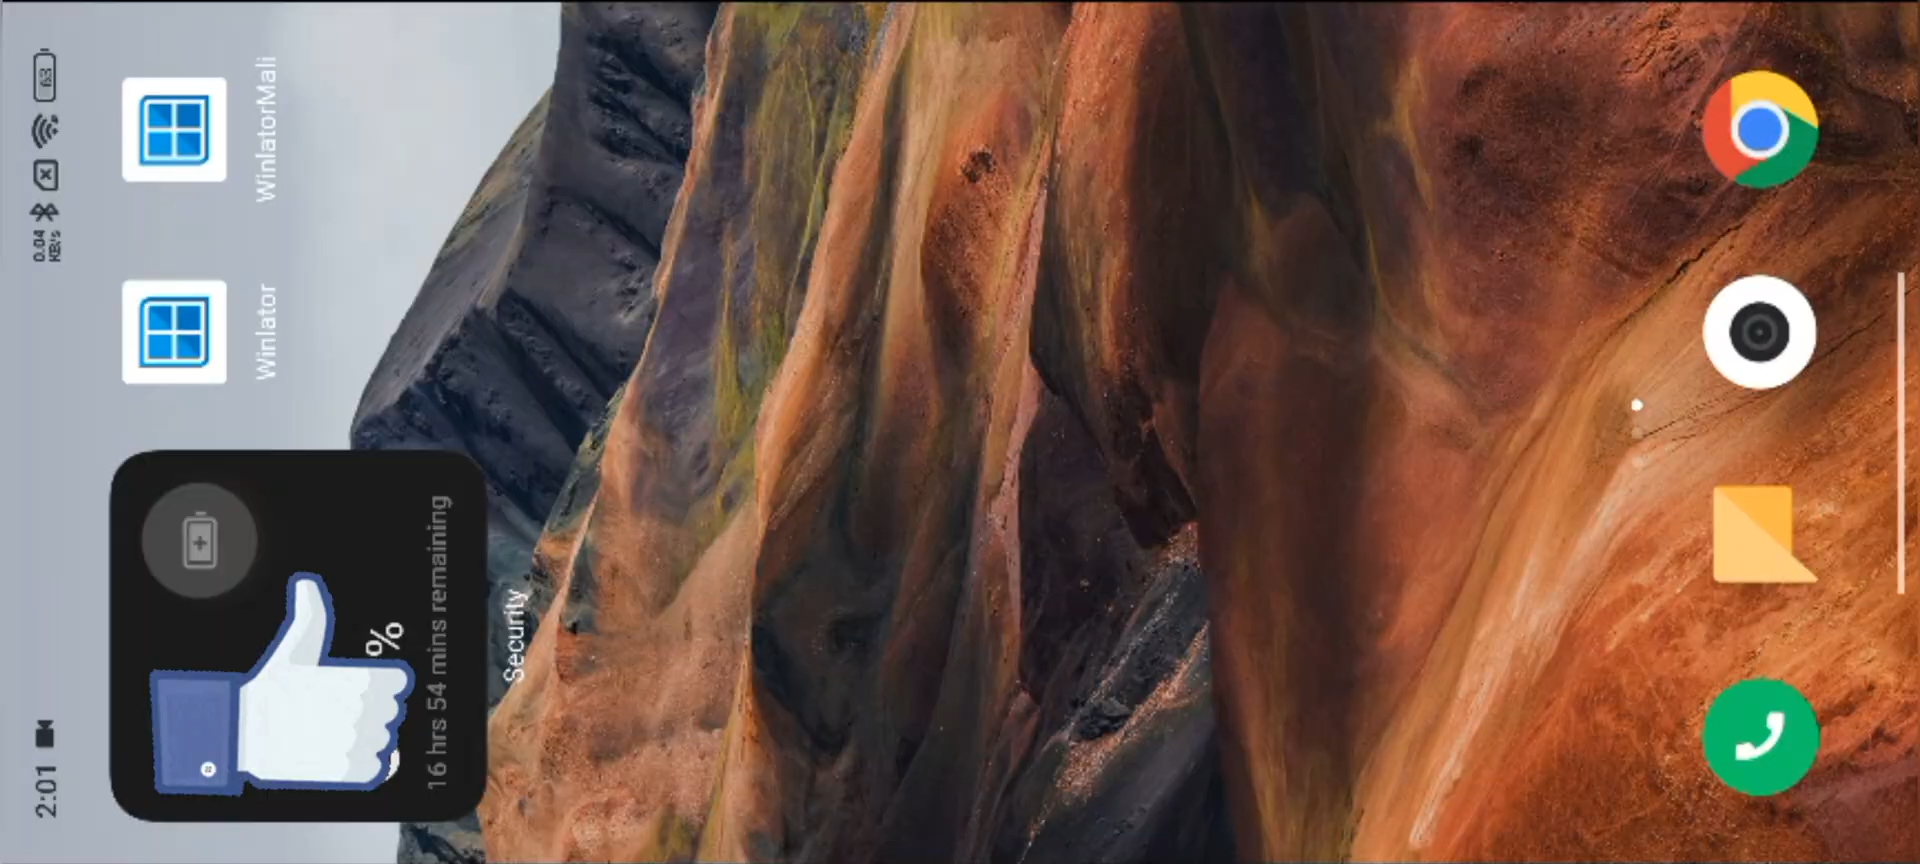 2:01
0.04
KB/s
63
%
16 hrs 54 mins remaining
Security
Winlator
WinlatorMali